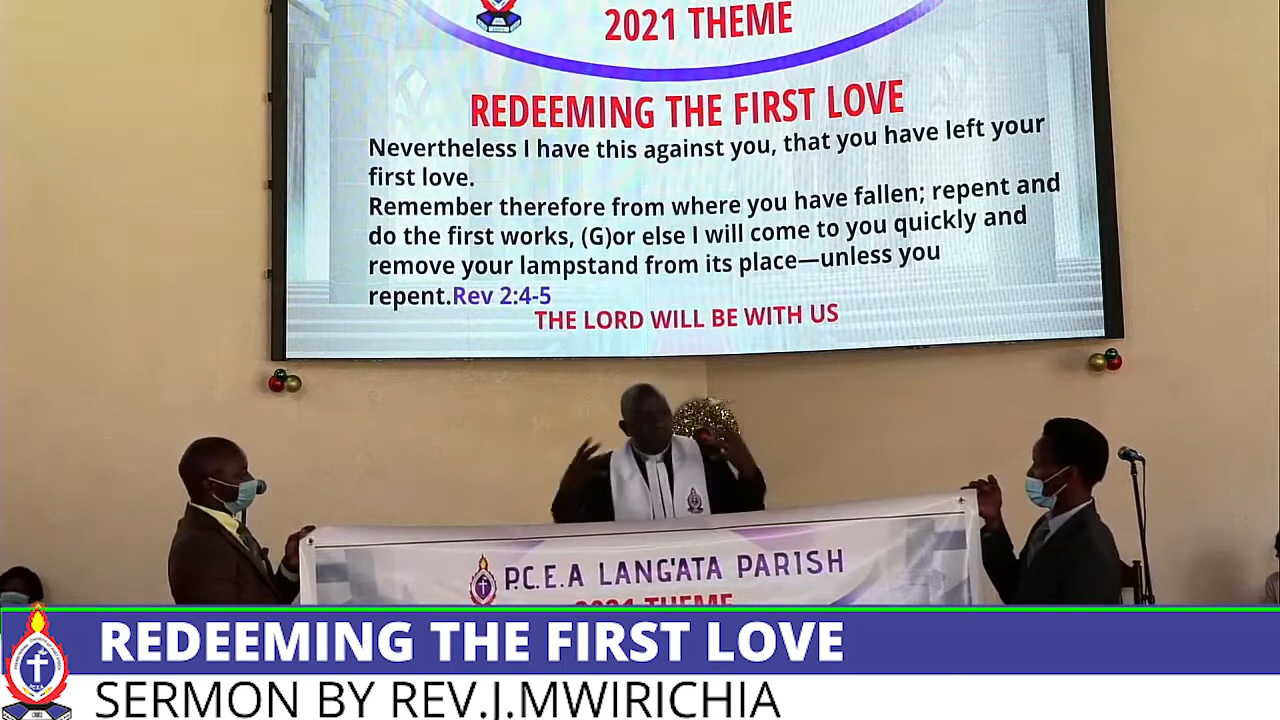 2021 THEME
REDEEMING THE FIRST LOVE
Nevertheless I have this against you, that you have left your
first love.
Remember therefore from where you have fallen; repent and
do the first works, (G)or else I will come to you quickly and
remove your lampstand from its place—unless you
repent.Rev 2:4-5
THE LORD WILL BE WITH US
P.C.E.A LANG'ATA PARISH
2021 THEME
REDEEMING THE FIRST LOVE
SERMON BY REV.J.MWIRICHIA